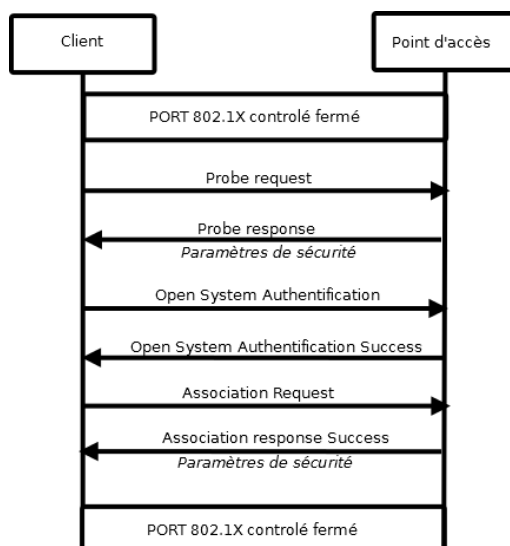 Client
Point d'accès
PORT 802.1X controlé fermé
Probe request
Probe response
Paramètres de sécurité
Open System Authentification
Open System Authentification Success
Association Request
Association response Success
Paramètres de sécurité
PORT 802.1X controlé fermé